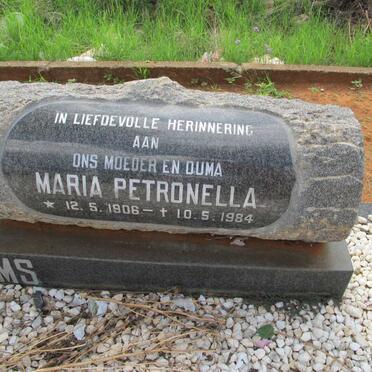 IN LIEFDEVOLLE HERINNERING
AAN
ONS MOEDER EN OUMA
MARIA PETRONELLA
* 12.5.1906 — † 10.5.1984
MS